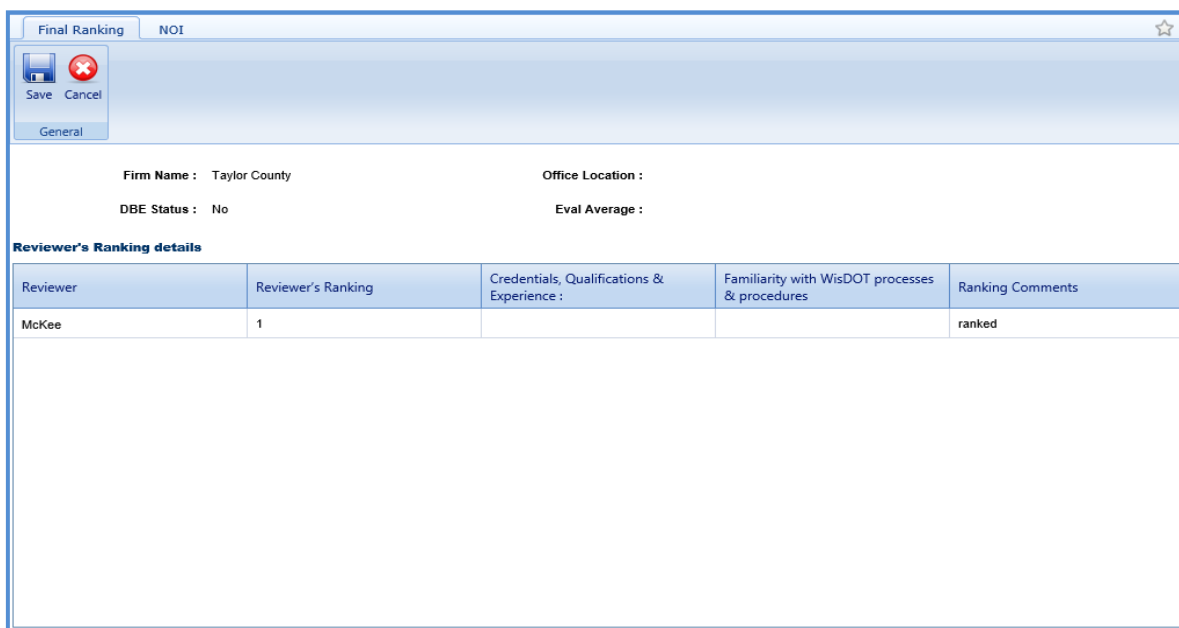 Final Ranking NOI
Save Cancel
General
Firm Name : Taylor County Office Location :
DBE Status : No Eval Average :
Reviewer's Ranking details
Reviewer Reviewer's Ranking Credentials, Qualifications & Experience : Familiarity with WisDOT processes & procedures Ranking Comments
McKee 1 ranked